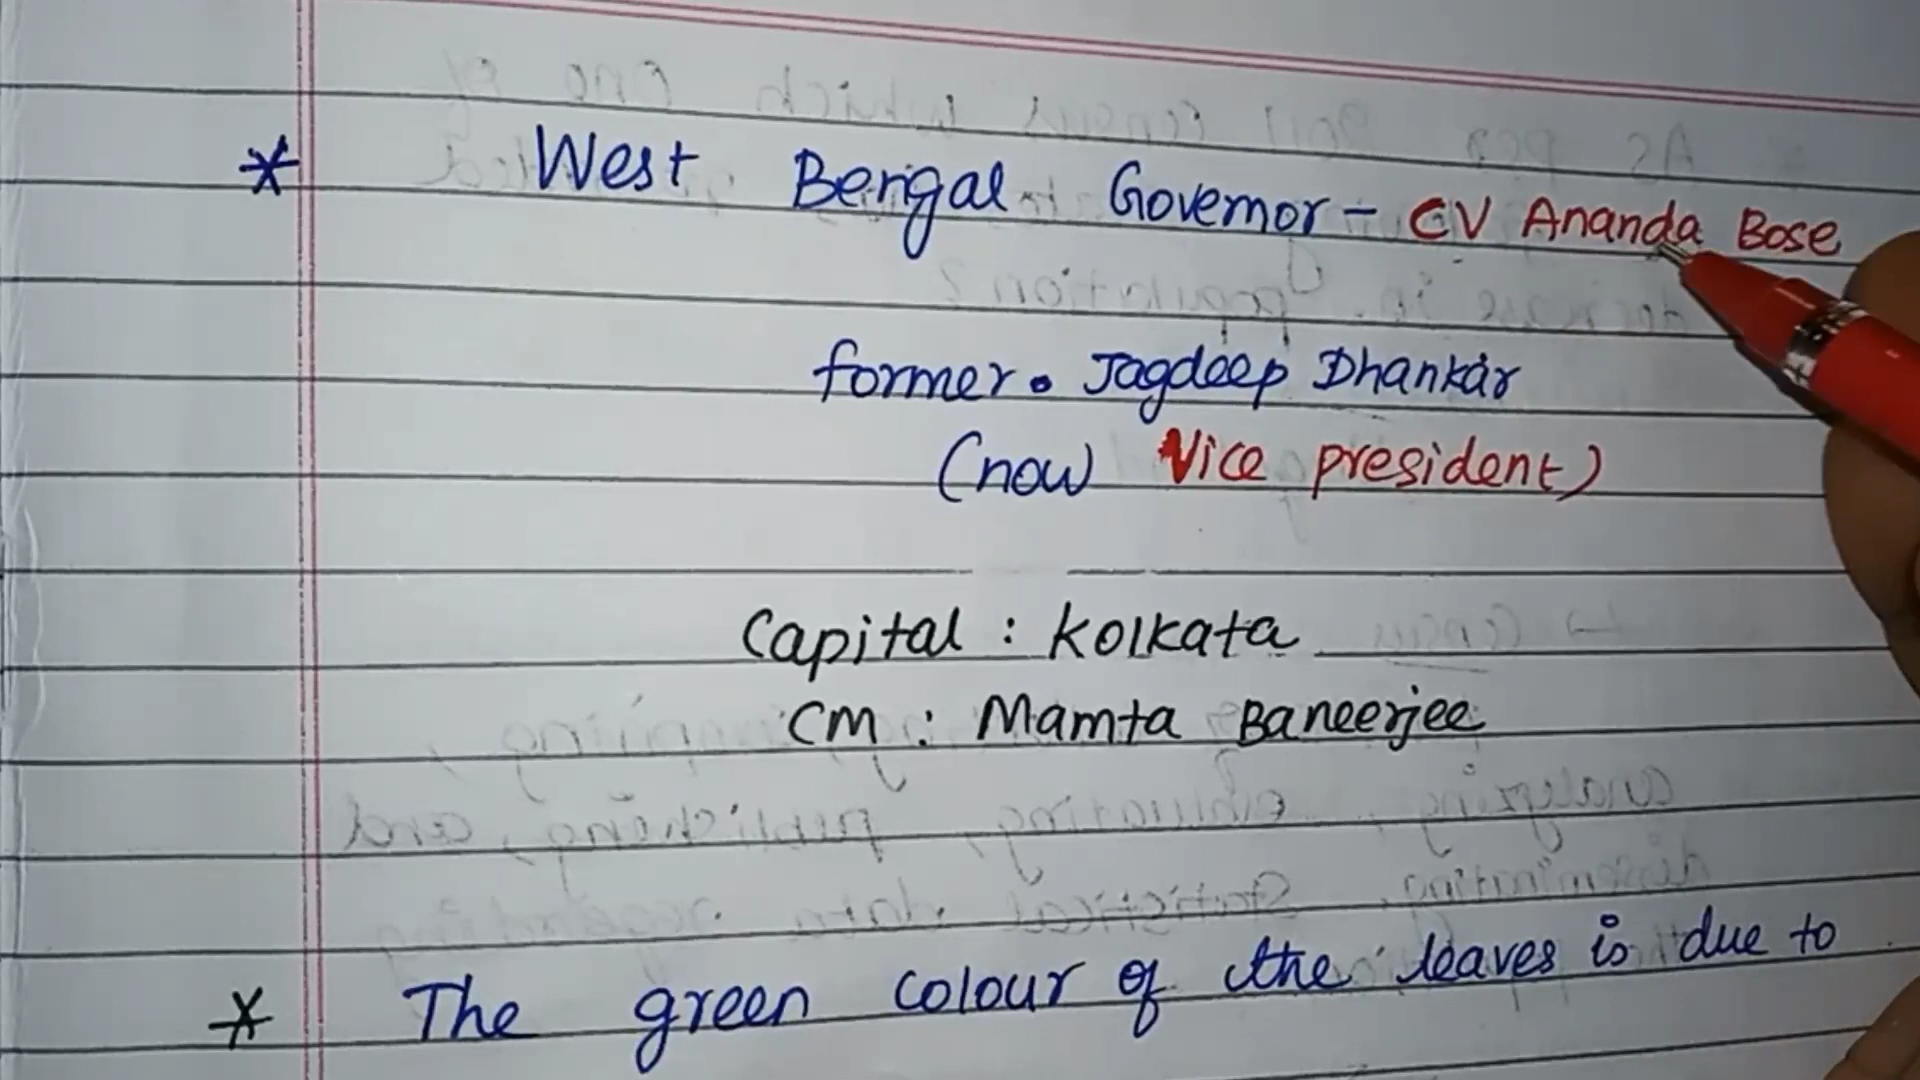 * West Bengal Governor - CV Ananda Bose
former. Jagdeep Dhankar
(now Vice president)
Capital : Kolkata
CM : Mamta Baneerjee
* The green colour of the leaves is due to